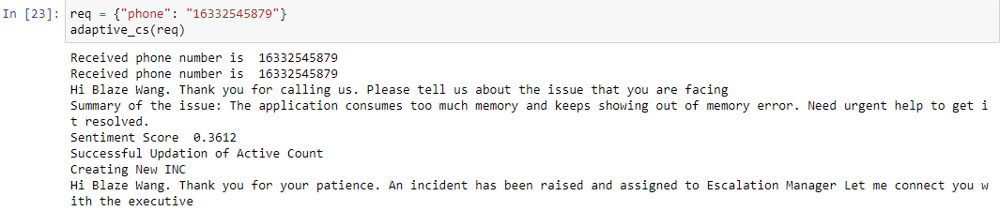 In [23]: req = {"phone": "16332545879"}
adaptive_cs(req)
Received phone number is  16332545879
Received phone number is  16332545879
Hi Blaze Wang. Thank you for calling us. Please tell us about the issue that you are facing
Summary of the issue: The application consumes too much memory and keeps showing out of memory error. Need urgent help to get i
t resolved.
Sentiment Score  0.3612
Successful Updation of Active Count
Creating New INC
Hi Blaze Wang. Thank you for your patience. An incident has been raised and assigned to Escalation Manager Let me connect you w
ith the executive